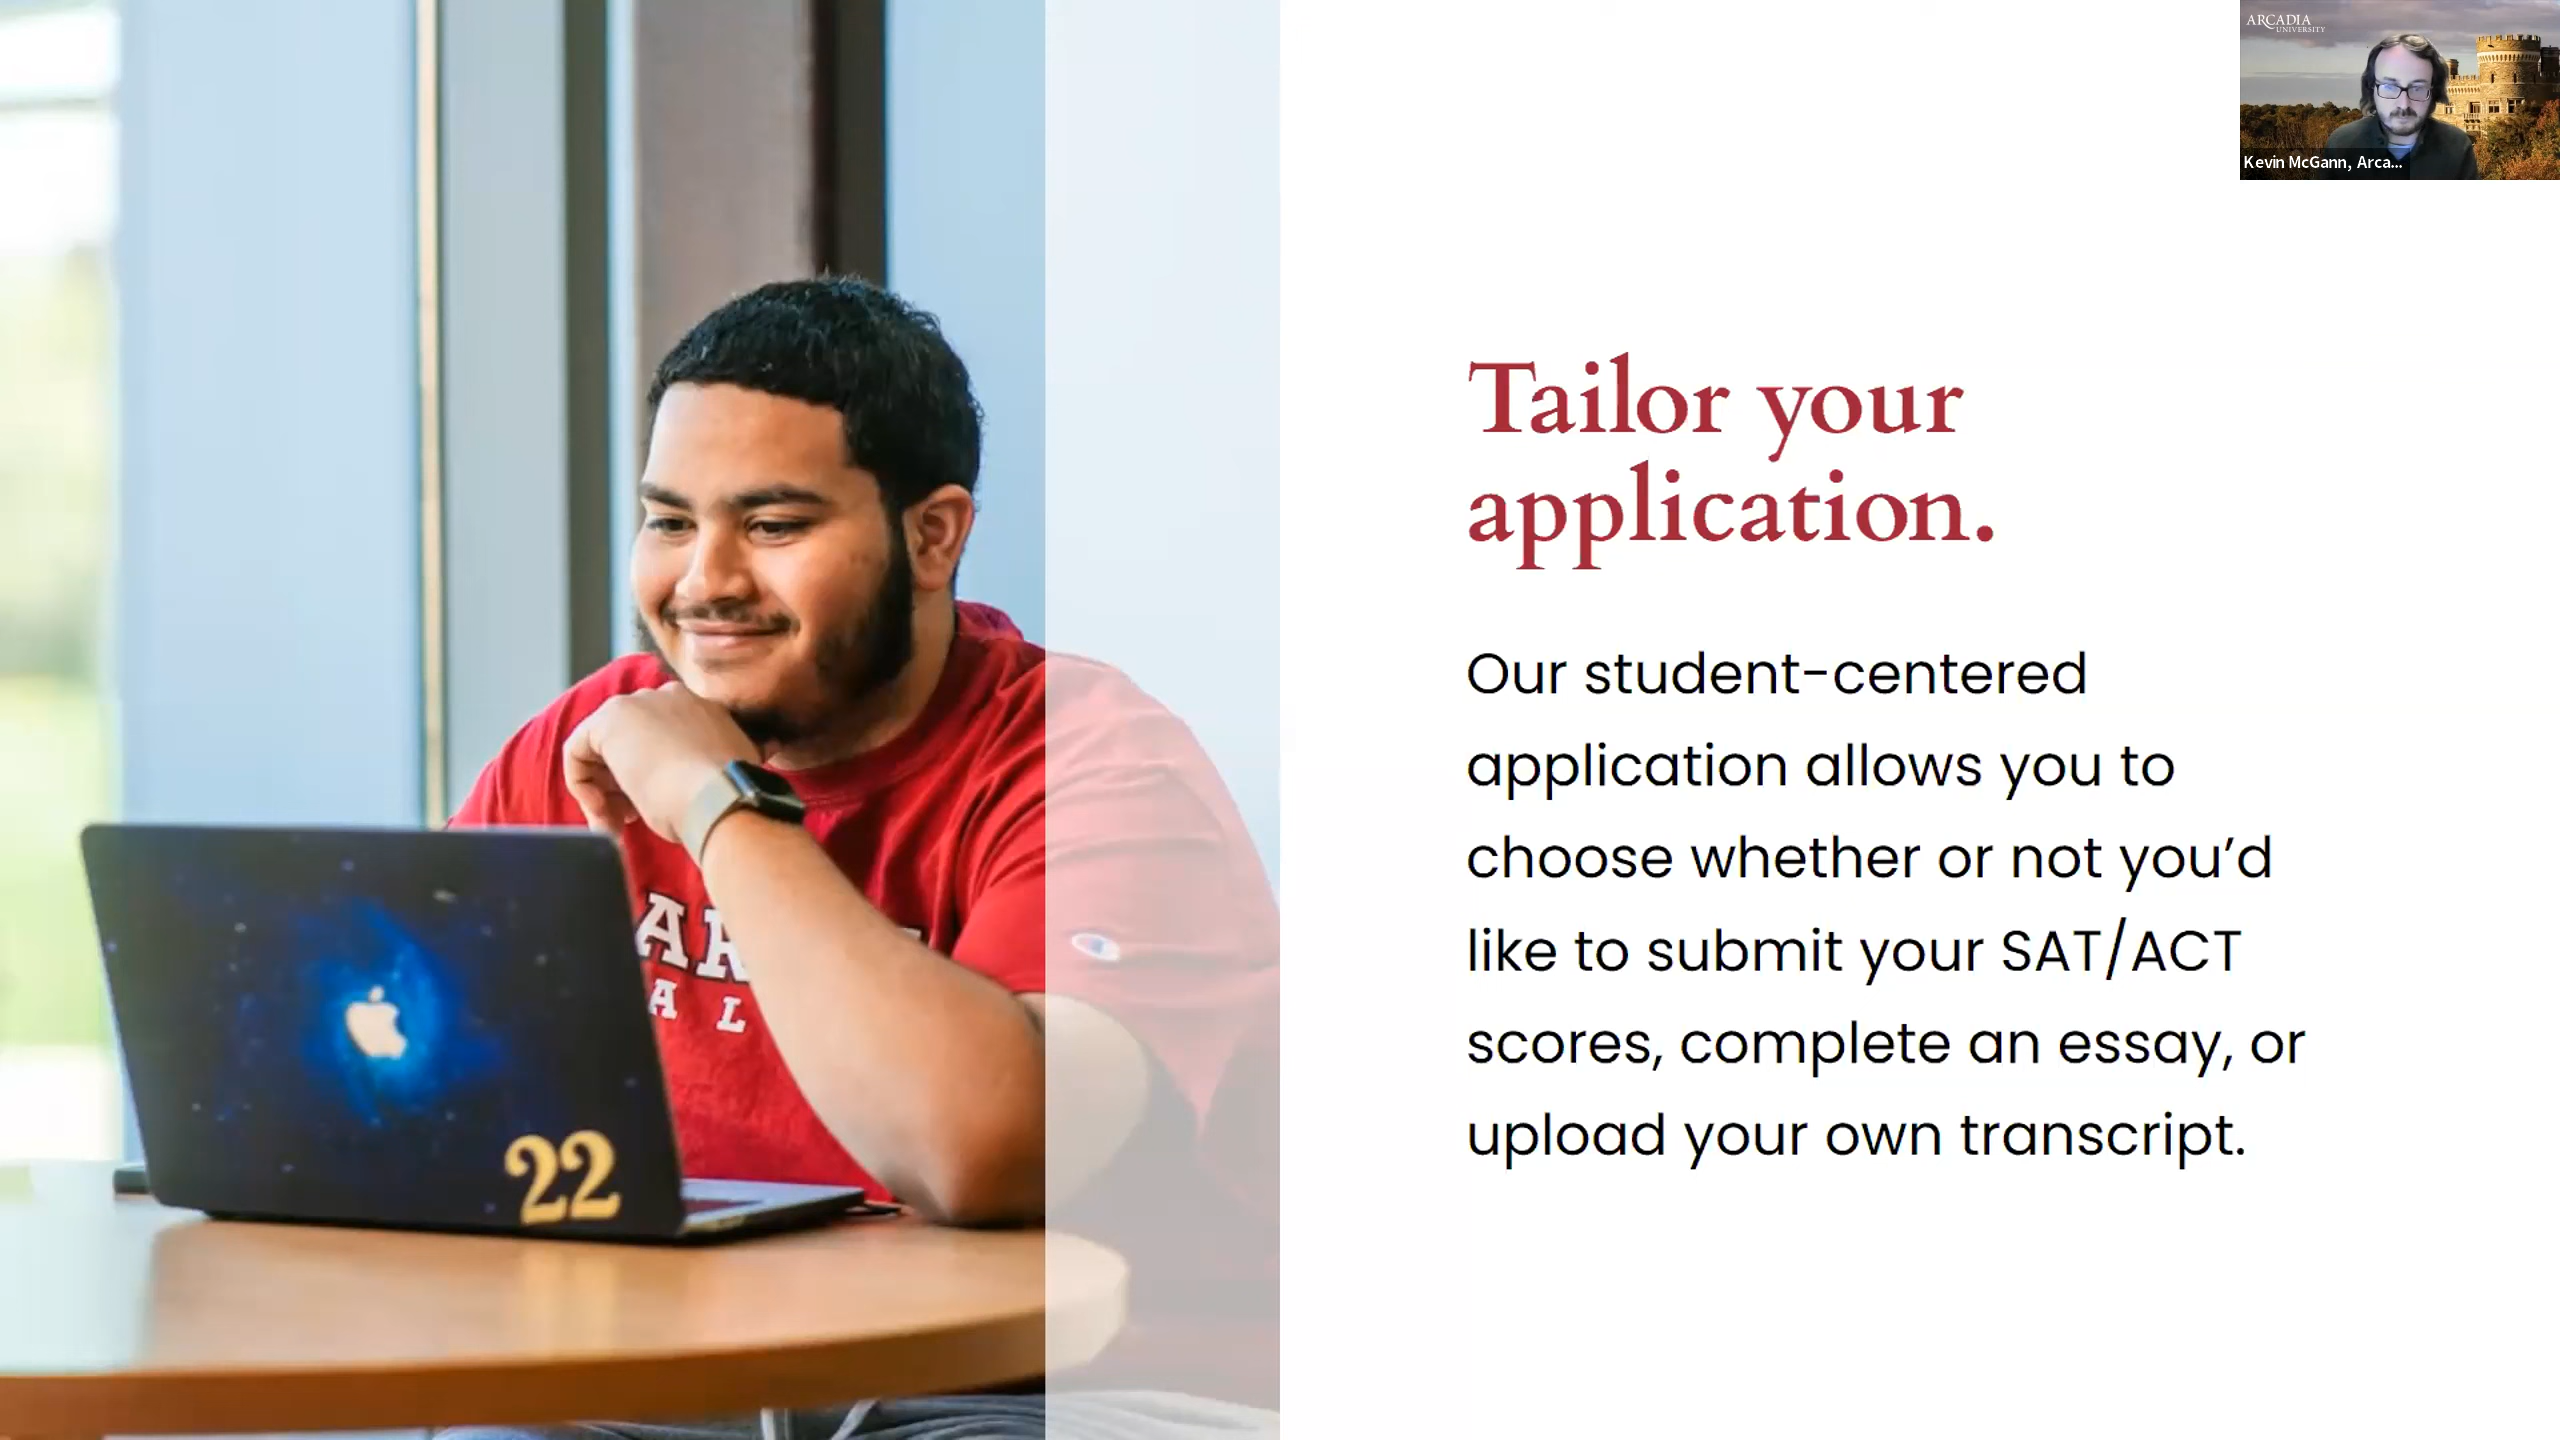 ARCADIA
UNIVERSITY
Kevin McGann, Arca...
Tailor your
application.
Our student-centered
application allows you to
choose whether or not you’d
like to submit your SAT/ACT
scores, complete an essay, or
upload your own transcript.
AR
A L
22